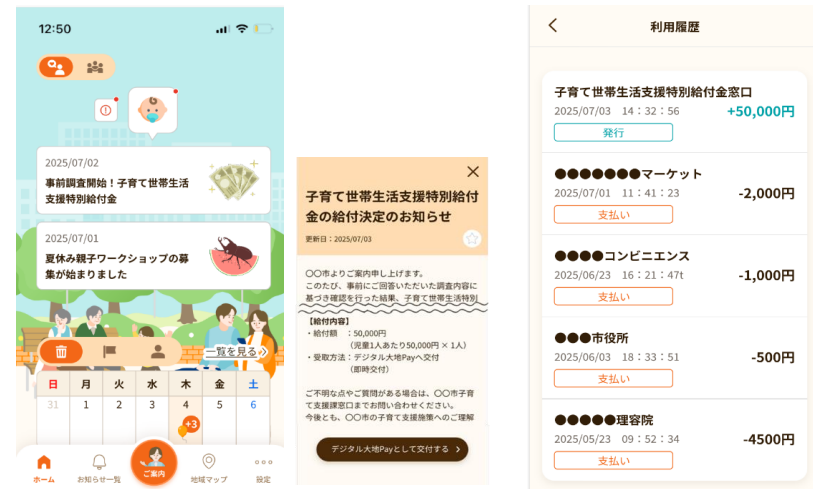 12:50
2025/07/02
事前調査開始！子育て世帯生活
支援特別給付金
2025/07/01
夏休み親子ワークショップの募
集が始まりました
一覧を見る
日 月 火 水 木 金 土
31 1 2 3 4 5 6
+3
ホーム
お知らせ一覧
ご案内
地域マップ
設定
子育て世帯生活支援特別給付
金の給付決定のお知らせ
更新日：2025/07/03
〇〇市よりご案内申し上げます。
このたび、事前にご回答いただいた調査内容に
基づき確認を行った結果、子育て世帯生活特別
【給付内容】
・給付額　：50,000円
（児童1人あたり50,000円 × 1人）
・受取方法：デジタル大地Payへ交付
（即時交付）
ご不明な点やご質問がある場合は、〇〇市子育
て支援課窓口までお問い合わせください。
今後とも、〇〇市の子育て支援施策へのご理解
デジタル大地Payとして交付する
利用履歴
子育て世帯生活支援特別給付金窓口
2025/07/03 14：32：56 +50,000円
発行
●●●●●●●マーケット
2025/07/01 11：41：23 -2,000円
支払い
●●●●コンビニエンス
2025/06/23 16：21：47t -1,000円
支払い
●●●市役所
2025/06/03 18：33：51 -500円
支払い
●●●●●理容院
2025/05/23 09：52：34 -4500円
支払い